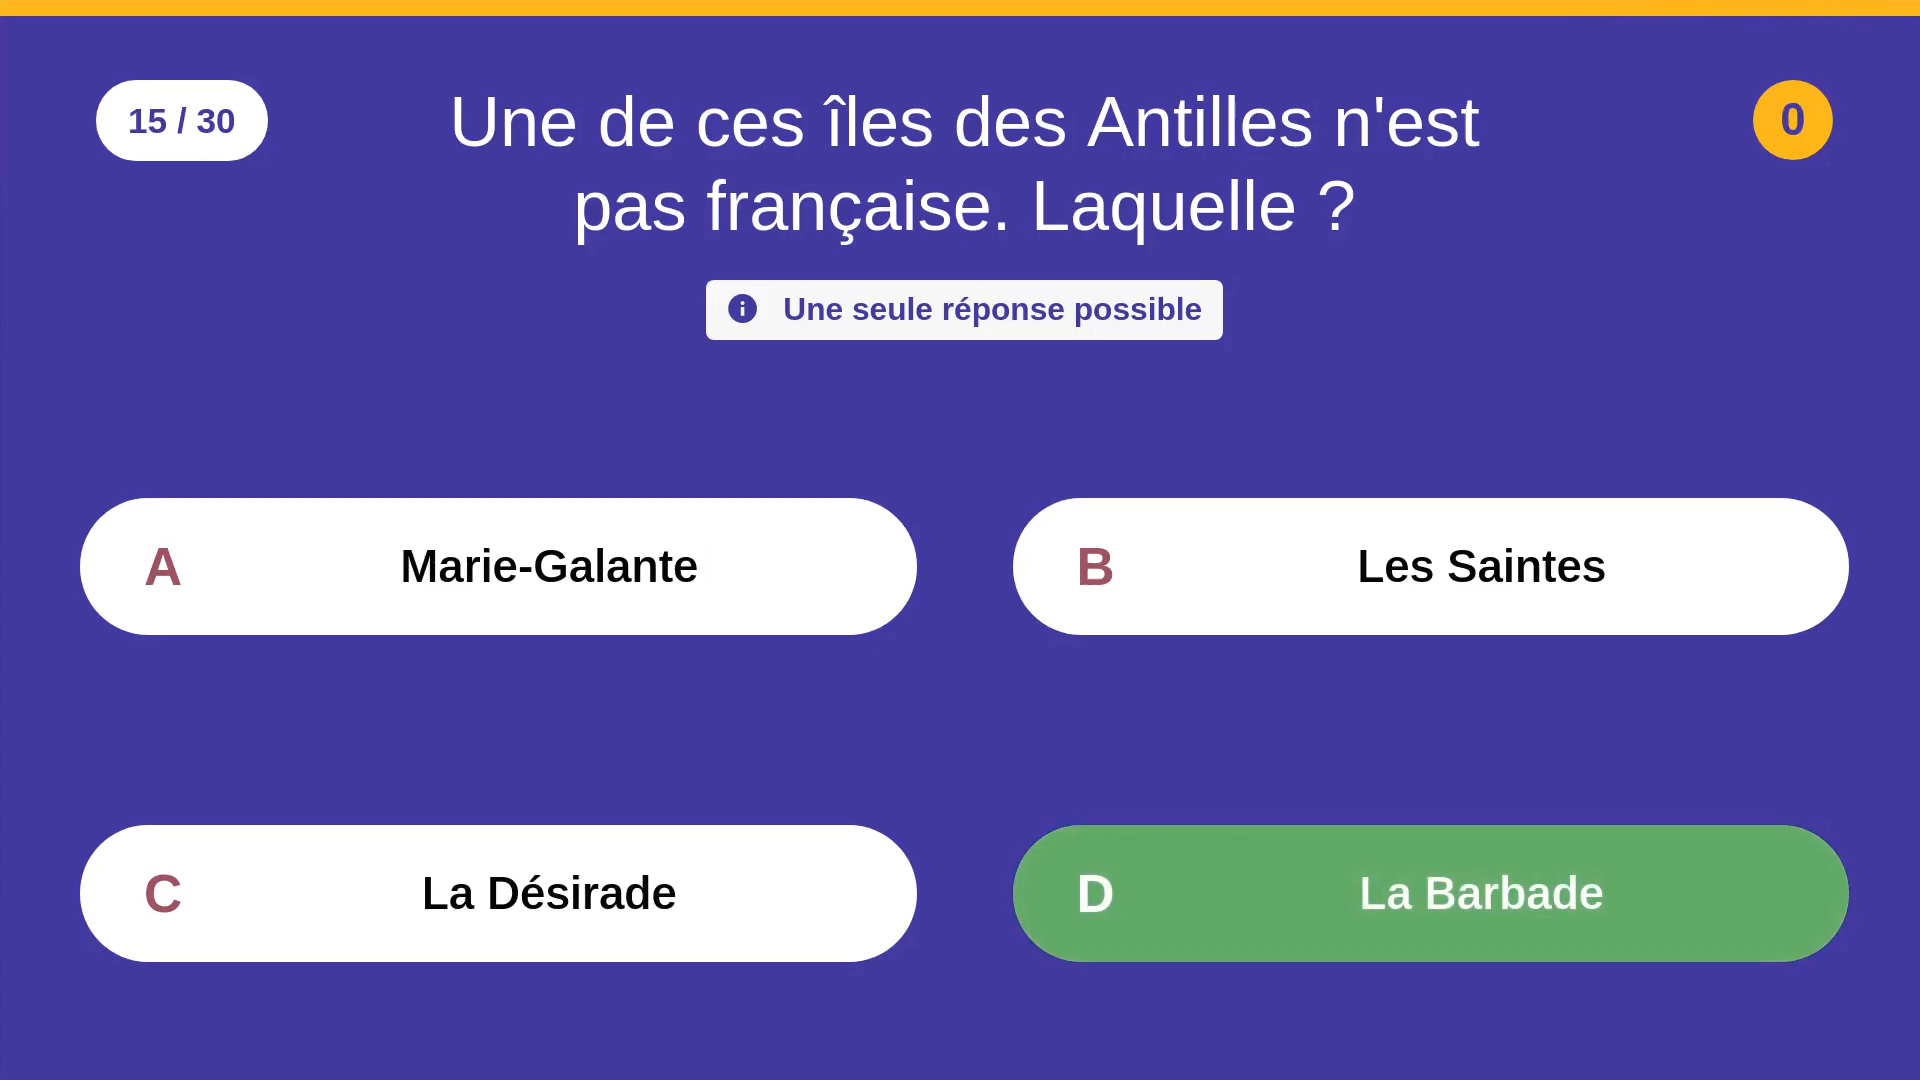 15 / 30
Une de ces îles des Antilles n'est
pas française. Laquelle ?
0
Une seule réponse possible
A Marie-Galante
B Les Saintes
C La Désirade
D La Barbade